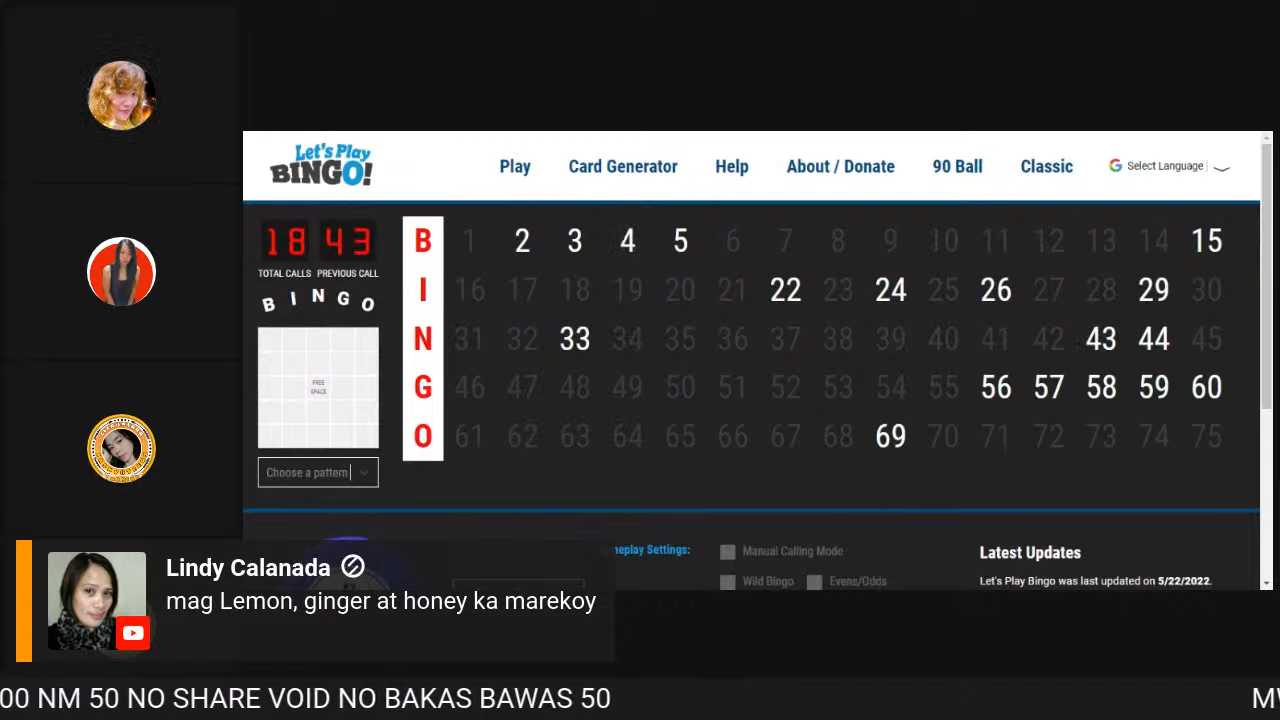 Let's Play
BINGO!
Play Card Generator Help About / Donate 90 Ball Classic Select Language
18 43
TOTAL CALLS PREVIOUS CALL
B I N G O
FREE
SPACE
Choose a pattern
B 1 2 3 4 5 6 7 8 9 10 11 12 13 14 15
I 16 17 18 19 20 21 22 23 24 25 26 27 28 29 30
N 31 32 33 34 35 36 37 38 39 40 41 42 43 44 45
G 46 47 48 49 50 51 52 53 54 55 56 57 58 59 60
O 61 62 63 64 65 66 67 68 69 70 71 72 73 74 75
Settings: Manual Calling Mode
Wild Bingo Evens/Odds
Latest Updates
Let's Play Bingo was last updated on 5/22/2022.
Lindy Calanada
mag Lemon, ginger at honey ka marekoy
00 NM 50 NO SHARE VOID NO BAKAS BAWAS 50